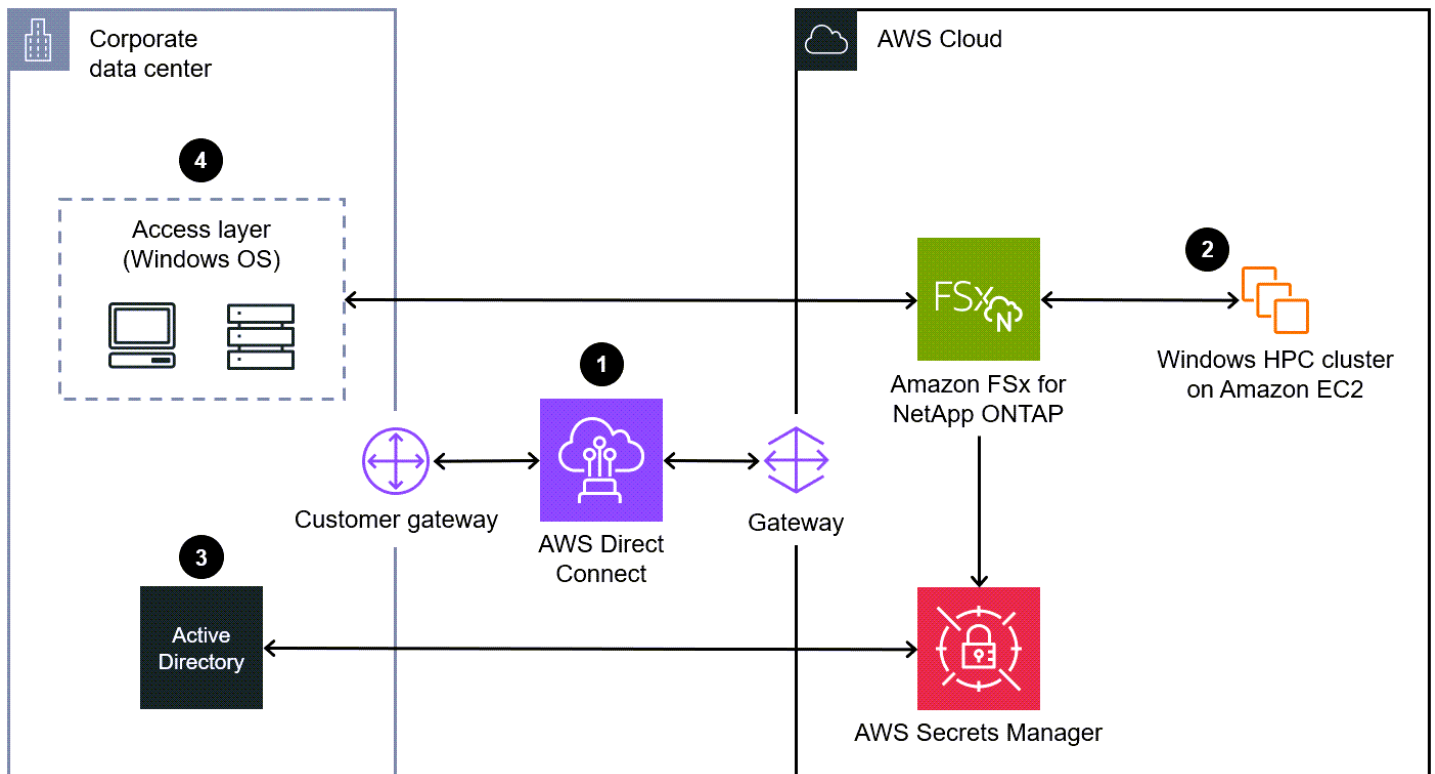 Corporate
data center
AWS Cloud
4
Access layer
(Windows OS)
2
FSx
N
1
Amazon FSx for
NetApp ONTAP
Windows HPC cluster
on Amazon EC2
Customer gateway
AWS Direct
Connect
Gateway
3
Active
Directory
AWS Secrets Manager